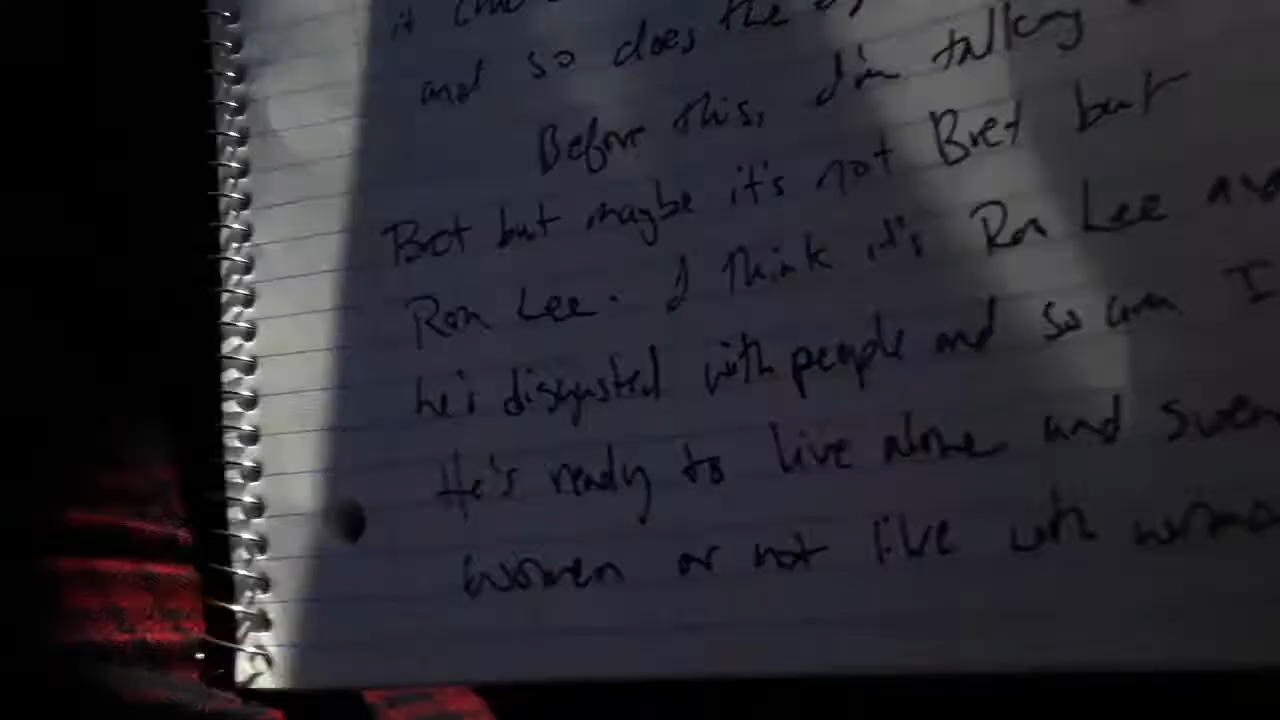 it
and so does the
Before this, I'm talking
Bret but maybe it's not Bret but
Ron Lee. I think it's Ron Lee and
he's disgusted with people and so am I
He's ready to live alone and
women or not live with